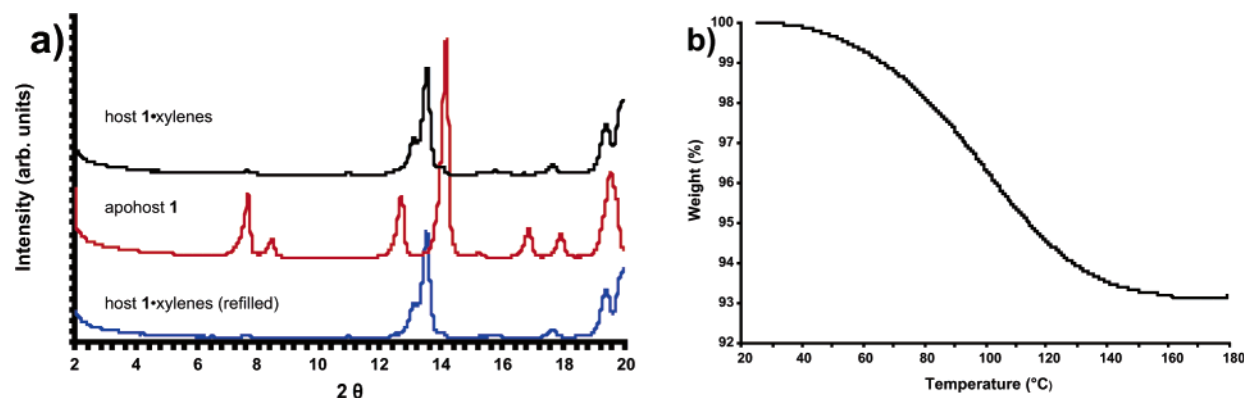 a)
Intensity (arb. units)
host 1•xylenes
apohost 1
host 1•xylenes (refilled)
2 4 6 8 10 12 14 16 18 20
2 θ
b)
Weight (%)
100
99
98
97
96
95
94
93
92
20 40 60 80 100 120 140 160 180
Temperature (°C)